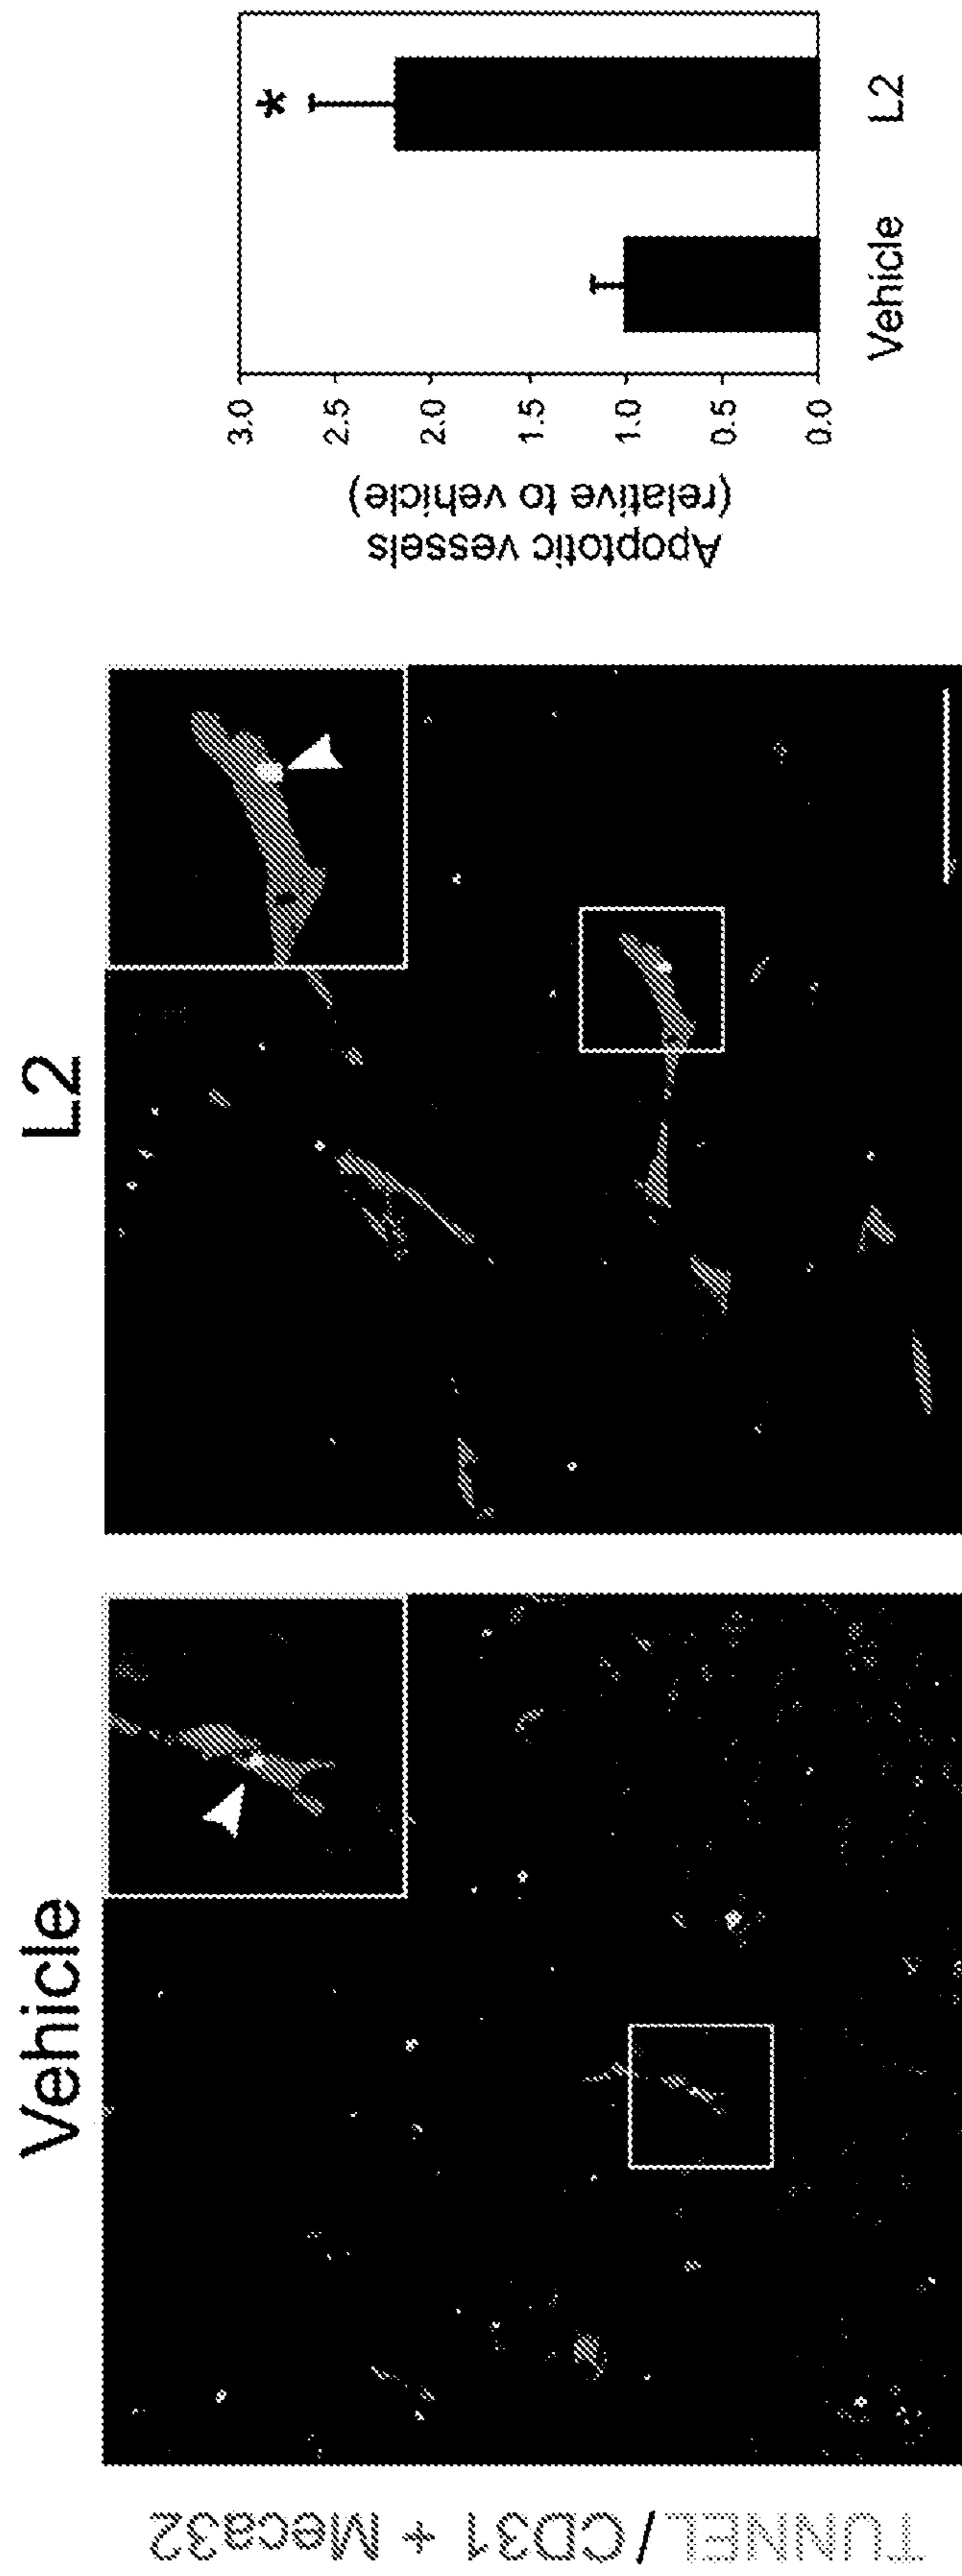 Vehicle
L2
TUNNEL/CD31 + Meca32
Apoptotic vessels
(relative to vehicle)
3.0
2.5
2.0
1.5
1.0
0.5
0.0
*
Vehicle
L2